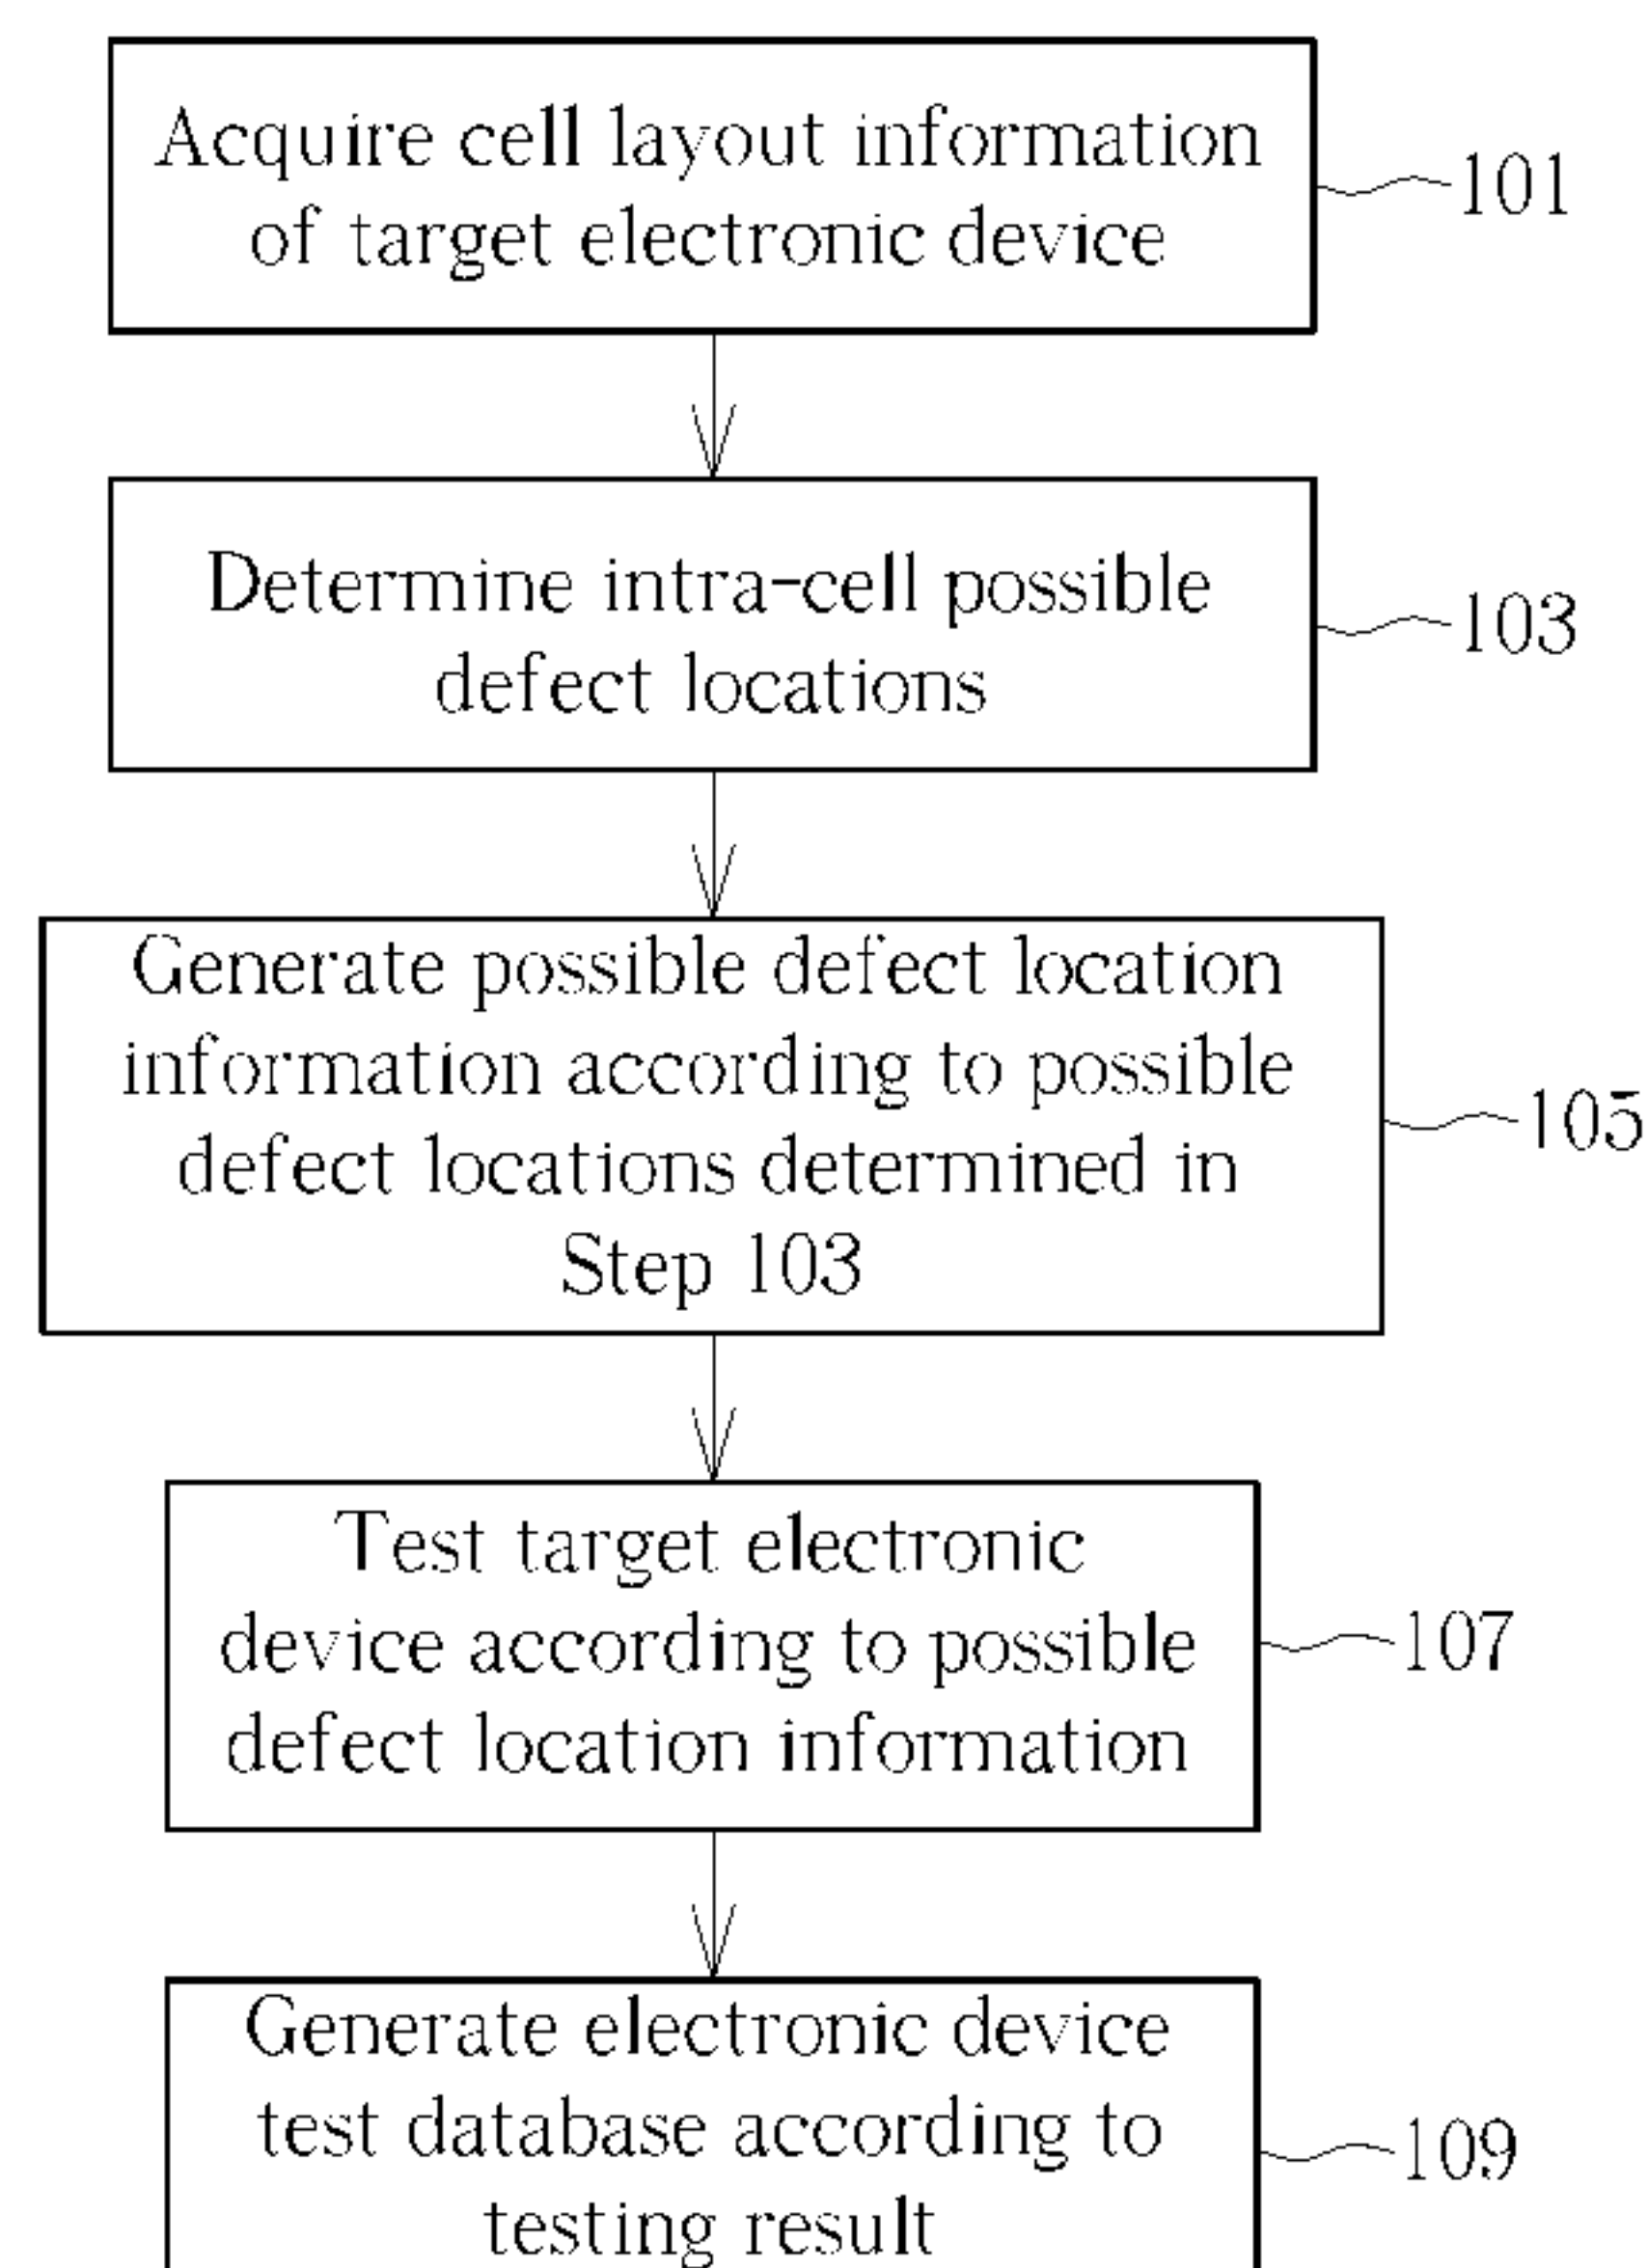 Acquire cell layout information
of target electronic device
101
Determine intra-cell possible
defect locations
103
Generate possible defect location
information according to possible
defect locations determined in
Step 103
105
Test target electronic
device according to possible
defect location information
107
Generate electronic device
test database according to
testing result
109